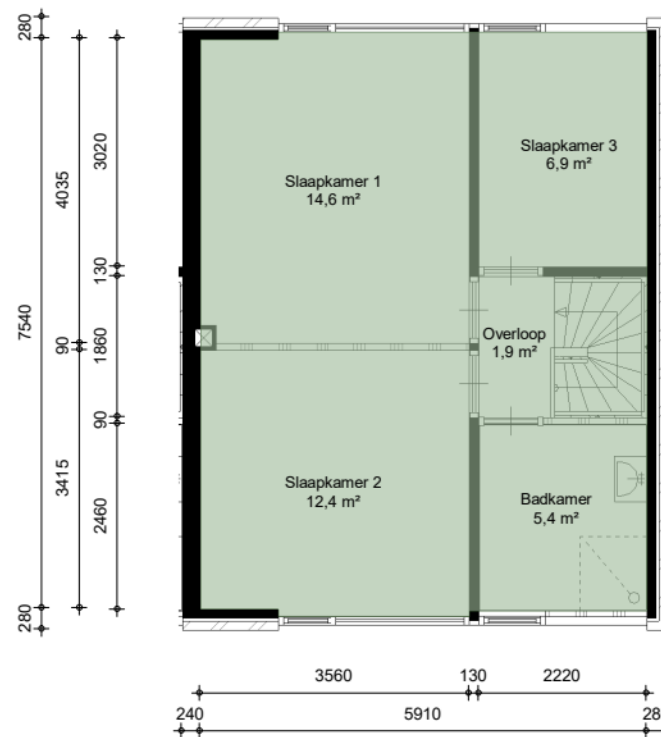 280
3020
4035
130
7540
1860
90
90
3415
2460
280
Slaapkamer 1
14,6 m²
Slaapkamer 3
6,9 m²
Overloop
1,9 m²
Slaapkamer 2
12,4 m²
Badkamer
5,4 m²
3560 130 2220
240 5910 28